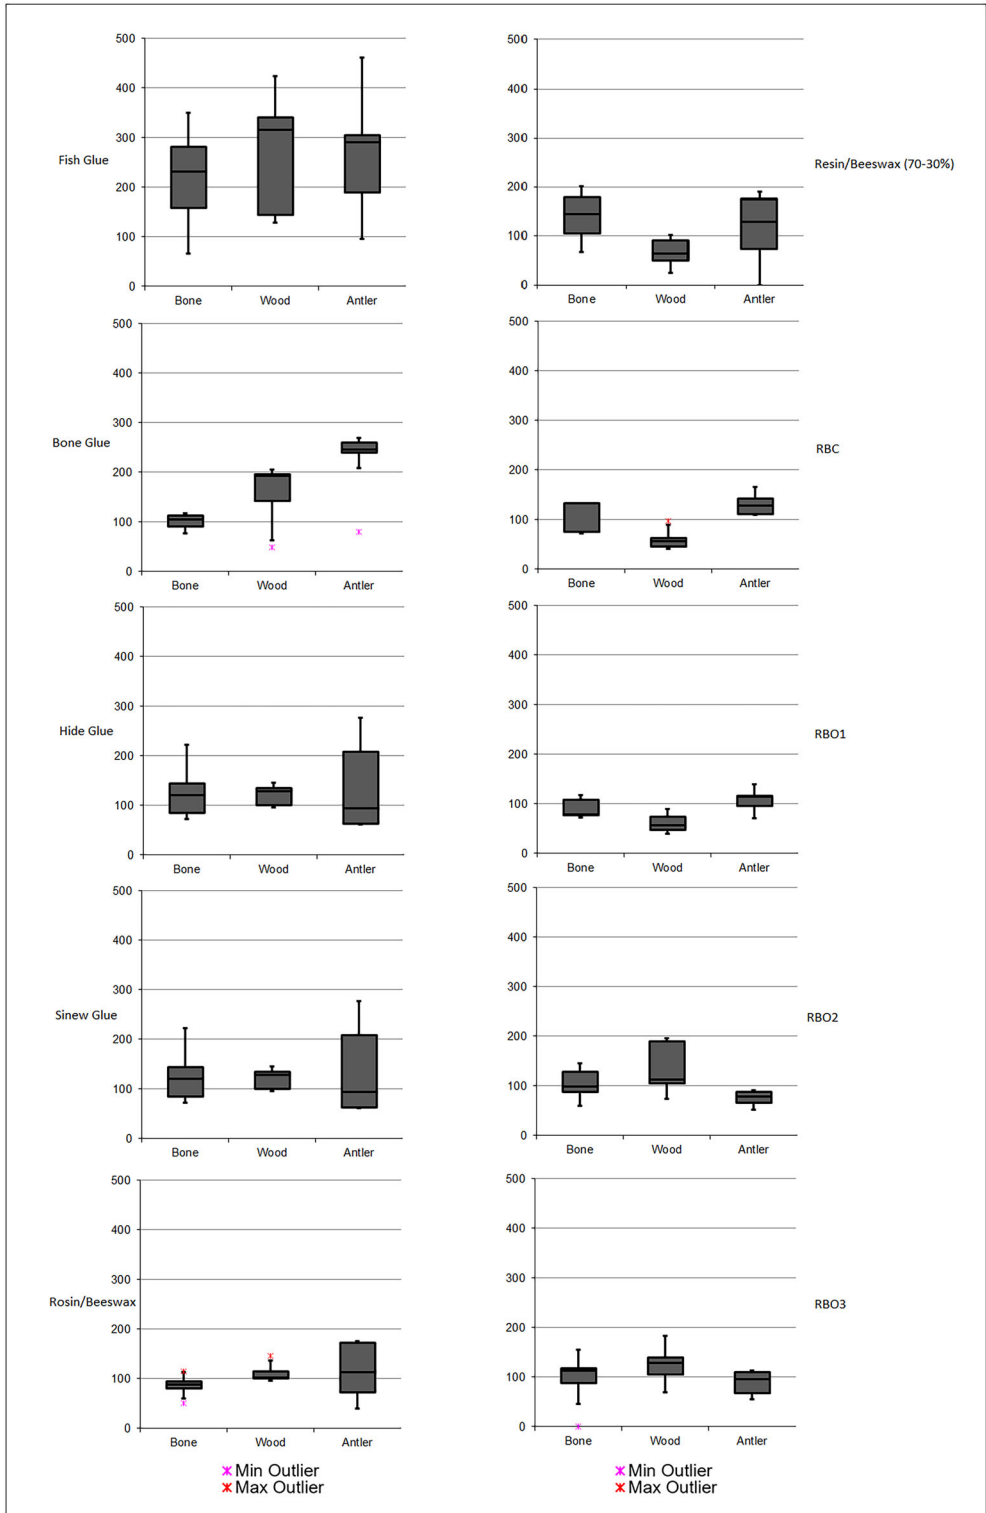 500
400
300
200
100
0
Fish Glue
Bone Wood Antler
500
400
300
200
100
0
Resin/Beeswax (70-30%)
Bone Wood Antler
500
400
300
200
100
0
Bone Glue
Bone Wood Antler
500
400
300
200
100
0
RBC
Bone Wood Antler
500
400
300
200
100
0
Hide Glue
Bone Wood Antler
500
400
300
200
100
0
RBO1
Bone Wood Antler
500
400
300
200
100
0
Sinew Glue
Bone Wood Antler
500
400
300
200
100
0
RBO2
Bone Wood Antler
500
400
300
200
100
0
Rosin/Beeswax
Bone Wood Antler
Min Outlier
Max Outlier
500
400
300
200
100
0
RBO3
Bone Wood Antler
Min Outlier
Max Outlier